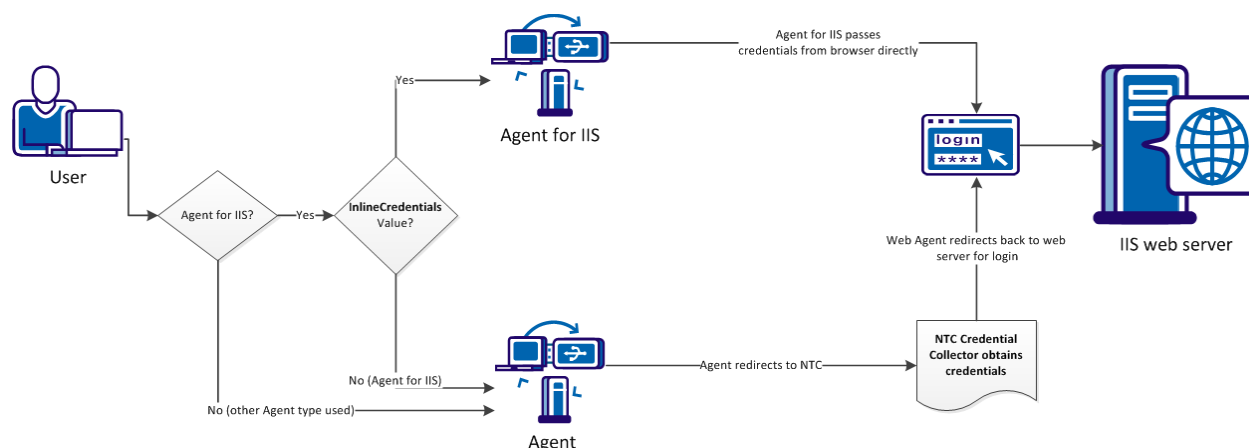 Agent for IIS passes
credentials from browser directly
Yes
Agent for IIS
login
****
User
InlineCredentials
Value?
Agent for IIS?
Yes
IIS web server
Web Agent redirects back to web
server for login
NTC Credential
Collector obtains
credentials
Agent redirects to NTC
No (Agent for IIS)
No (other Agent type used)
Agent